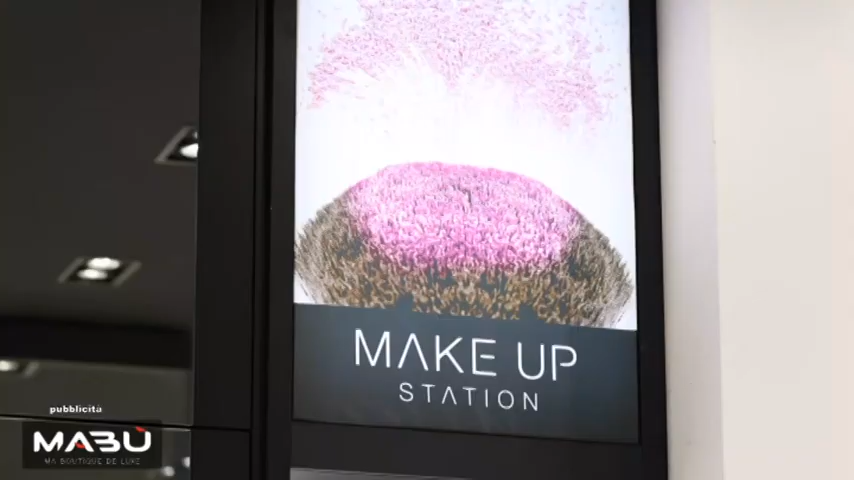 MAKE UP
STATION
pubblicità
MABÙ
MA BOUTIQUE DE LUXE